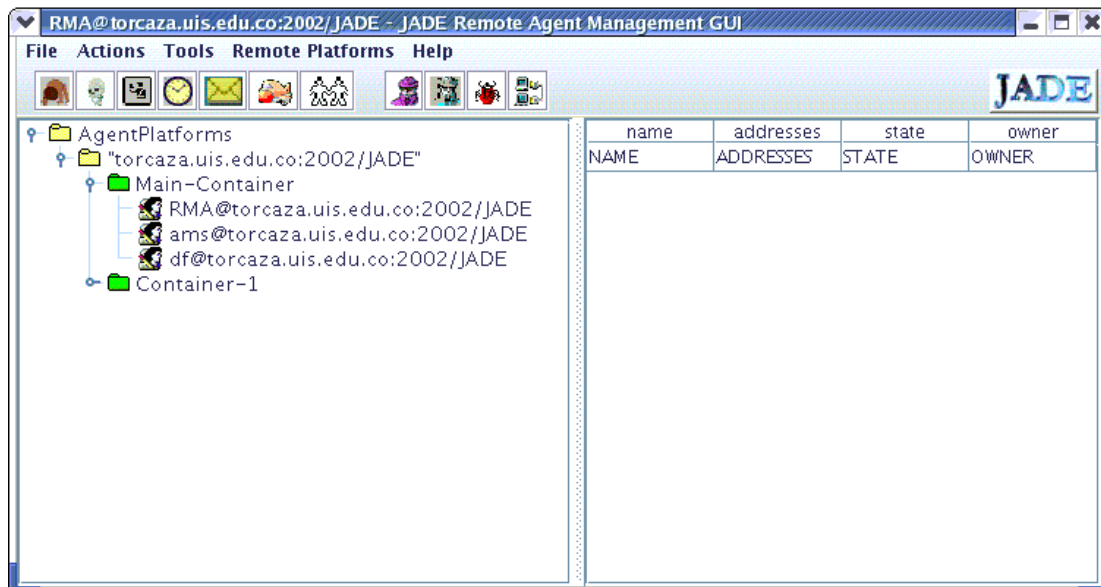 RMA@torcaza.uis.edu.co:2002/JADE - JADE Remote Agent Management GUI
File Actions Tools Remote Platforms Help
JADE
AgentPlatforms
"torcaza.uis.edu.co:2002/JADE"
Main-Container
RMA@torcaza.uis.edu.co:2002/JADE
ams@torcaza.uis.edu.co:2002/JADE
df@torcaza.uis.edu.co:2002/JADE
Container-1
name addresses state owner
NAME ADDRESSES STATE OWNER